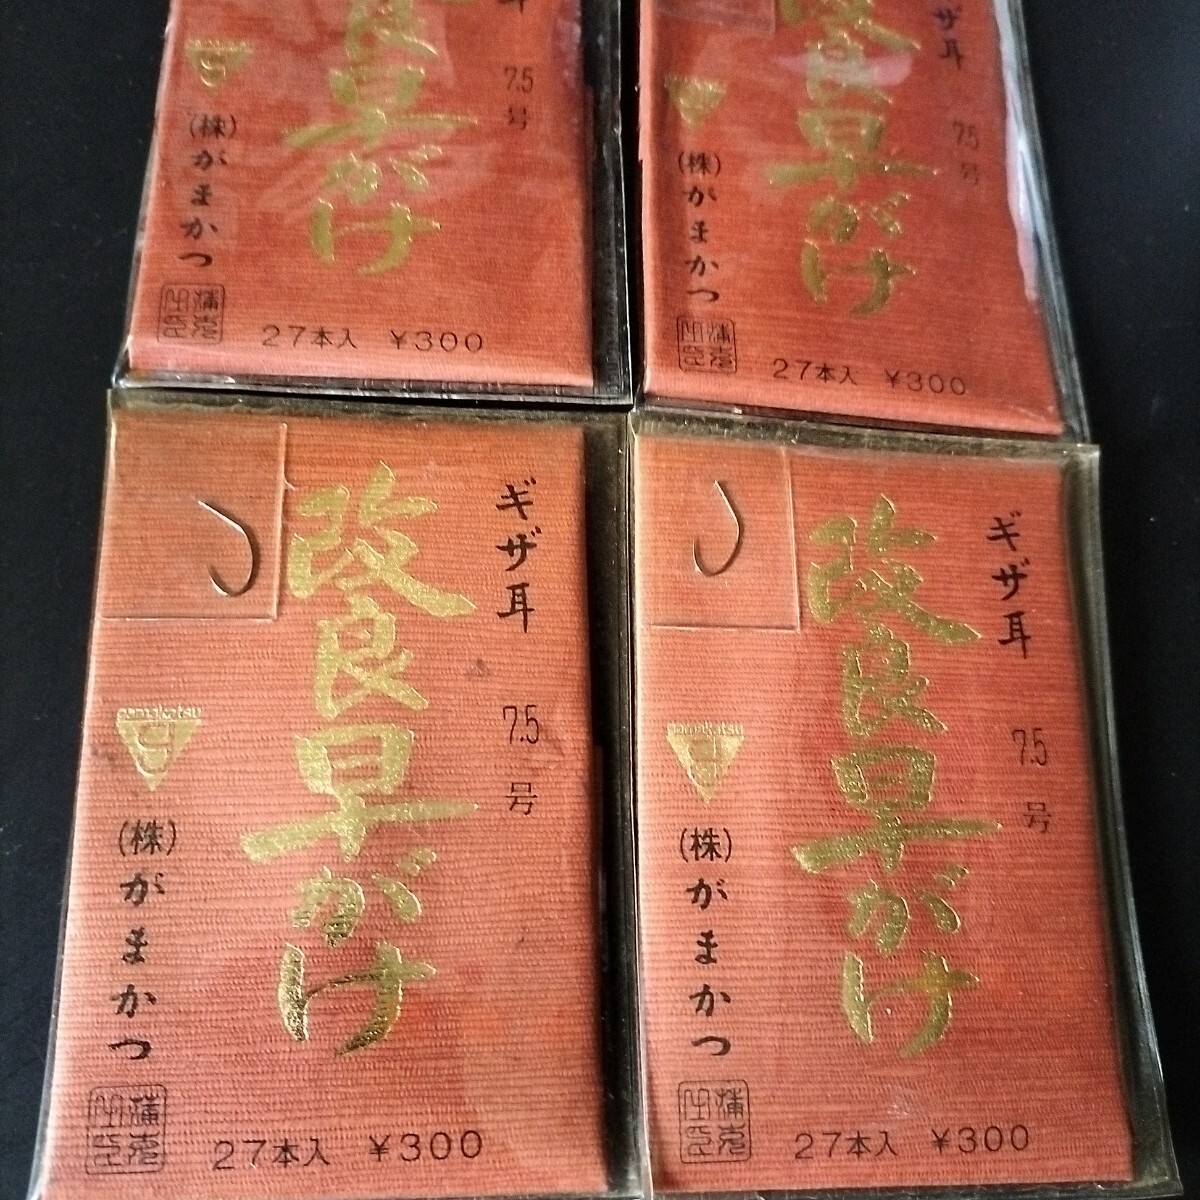 良早がけ
耳
7.5
号
(株)がまかつ
27本入 ¥300
改良早がけ
ザ耳
7.5
号
(株)がまかつ
27本入 ¥300
改良早がけ
ギザ耳
7.5
号
gamakatsu
(株)がまかつ
27本入 ¥300
改良早がけ
ギザ耳
7.5
号
gamakatsu
(株)がまかつ
27本入 ¥300